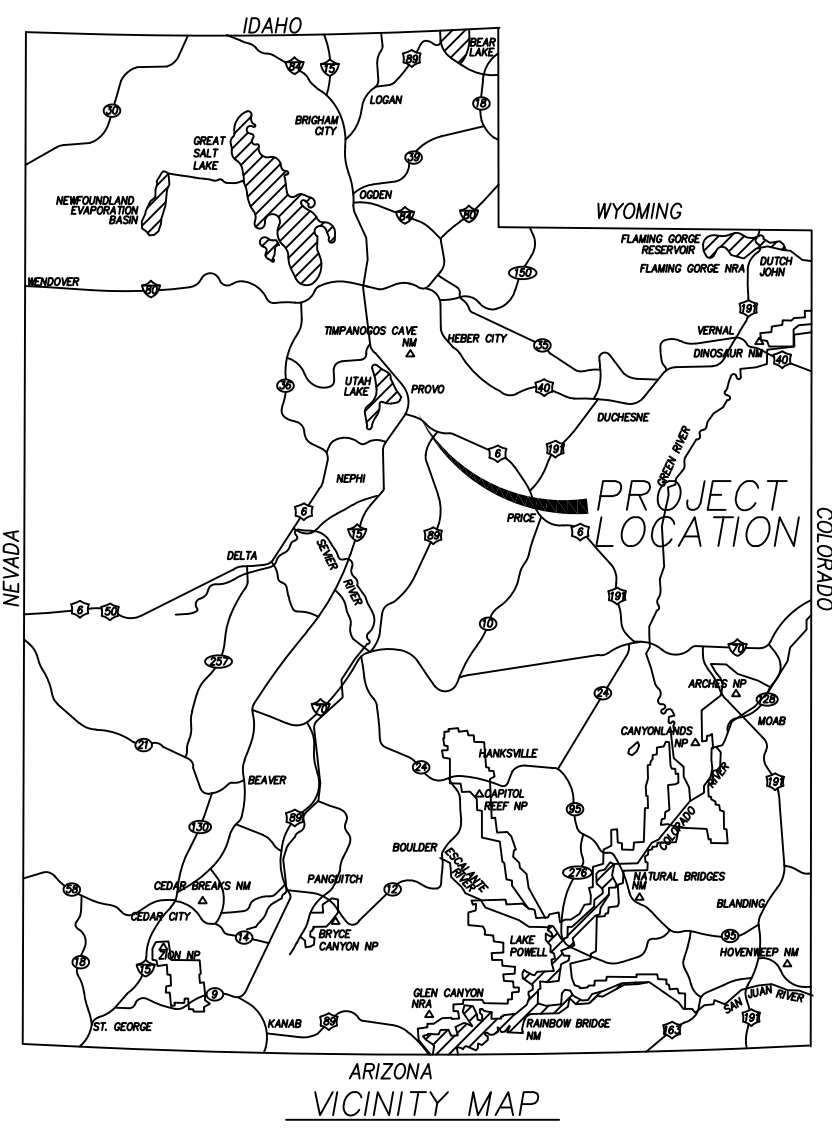 IDAHO
BEAR
LAKE
84
15
89
LOGAN
18
30
BRIGHAM
CITY
GREAT
SALT
LAKE
39
OGDEN
NEWFOUNDLAND
EVAPORATION
BASIN
84
80
WYOMING
FLAMING GORGE
RESERVOIR
FLAMING GORGE NRA
DUTCH
JOHN
150
WENDOVER
80
191
TIMPANOGOS CAVE
NM
HEBER CITY
35
VERNAL
DINOSAUR NM
40
36
UTAH
LAKE
PROVO
40
DUCHESNE
6
191
GREEN RIVER
NEPHI
PROJECT
LOCATION
6
15
89
PRICE
6
NEVADA
COLORADO
DELTA
SEVIER
RIVER
6
50
191
10
257
70
24
ARCHES NP
128
70
MOAB
CANYONLANDS
NP
21
24
HANKSVILLE
RIVER
BEAVER
CAPITOL
REEF NP
191
130
89
95
COLORADO
BOULDER
ESCALANTE
RIVER
276
NATURAL BRIDGES
NM
58
CEDAR BREAKS NM
PANGUITCH
12
BLANDING
CEDAR CITY
14
BRYCE
CANYON NP
95
LAKE
POWELL
HOVENWEEP NM
18
15
ZION NP
9
GLEN CANYON
NRA
SAN JUAN RIVER
ST. GEORGE
KANAB
89
RAINBOW BRIDGE
NM
163
191
ARIZONA
VICINITY MAP